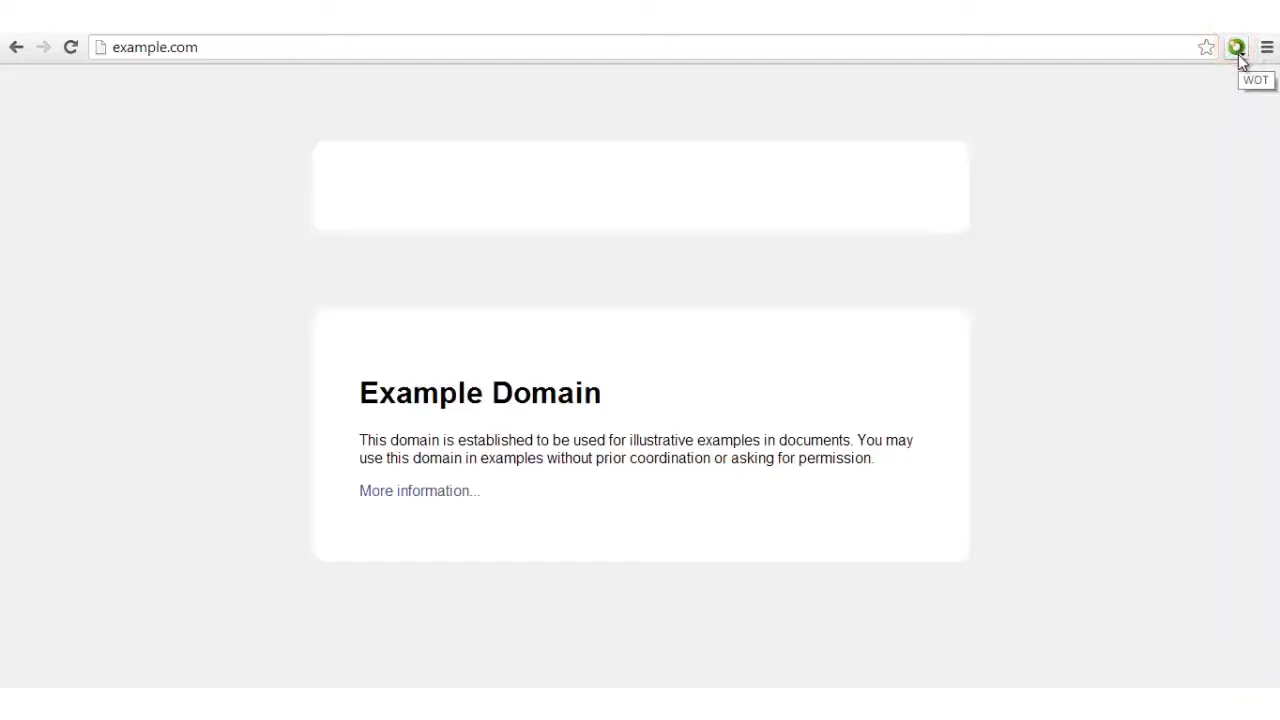 example.com
WOT
Example Domain
This domain is established to be used for illustrative examples in documents. You may
use this domain in examples without prior coordination or asking for permission.
More information...